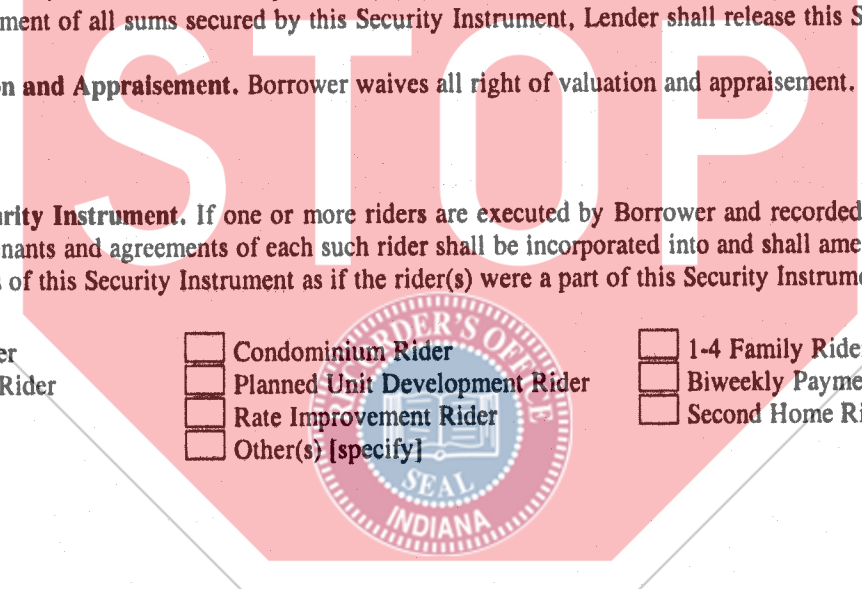 ment of all sums secured by this Security Instrument, Lender shall release this S
n and Appraisement. Borrower waives all right of valuation and appraisement.
STOP
rity Instrument. If one or more riders are executed by Borrower and recorded
nants and agreements of each such rider shall be incorporated into and shall ame
s of this Security Instrument as if the rider(s) were a part of this Security Instrume
er
Rider
Condominium Rider
Planned Unit Development Rider
Rate Improvement Rider
Other(s) [specify]
1-4 Family Ride
Biweekly Payme
Second Home Ri
RECORDER'S OFFICE
SEAL
INDIANA